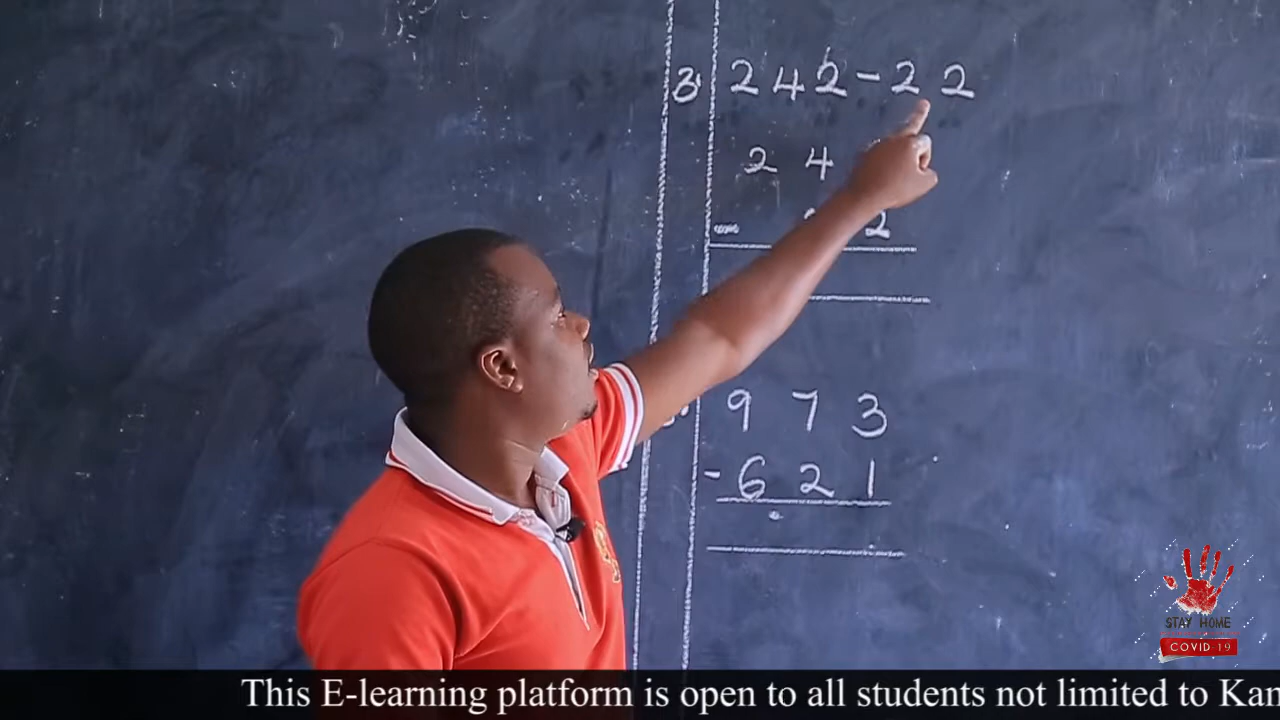 3. 242-22
2 4
- 2
973
-621
STAY HOME
COVID-19
This E-learning platform is open to all students not limited to Kan